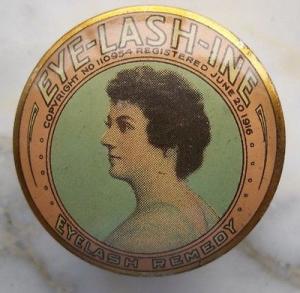 EYE-LASH-INE
COPYRIGHT NO 110954 REGISTERED JUNE 20 1916
EYELASH REMEDY